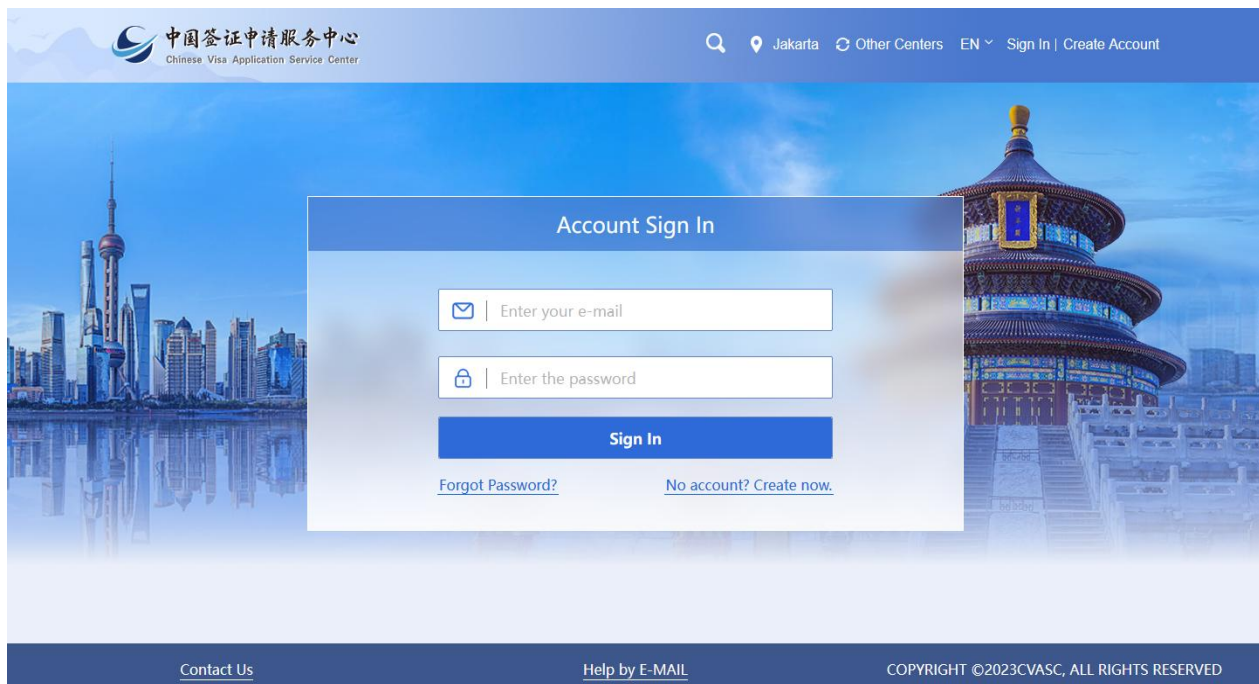 中国签证申请服务中心
Chinese Visa Application Service Center
Jakarta Other Centers EN Sign In | Create Account
Account Sign In
Enter your e-mail
Enter the password
Sign In
Forgot Password? No account? Create now.
Contact Us Help by E-MAIL COPYRIGHT ©2023CVASC, ALL RIGHTS RESERVED